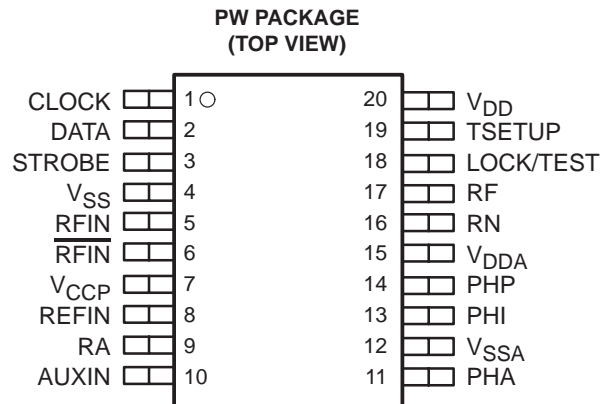 PW PACKAGE
(TOP VIEW)
CLOCK 1 20 VDD
DATA 2 19 TSETUP
STROBE 3 18 LOCK/TEST
VSS 4 17 RF
RFIN 5 16 RN
RFIN 6 15 VDDA
VCCP 7 14 PHP
REFIN 8 13 PHI
RA 9 12 VSSA
AUXIN 10 11 PHA